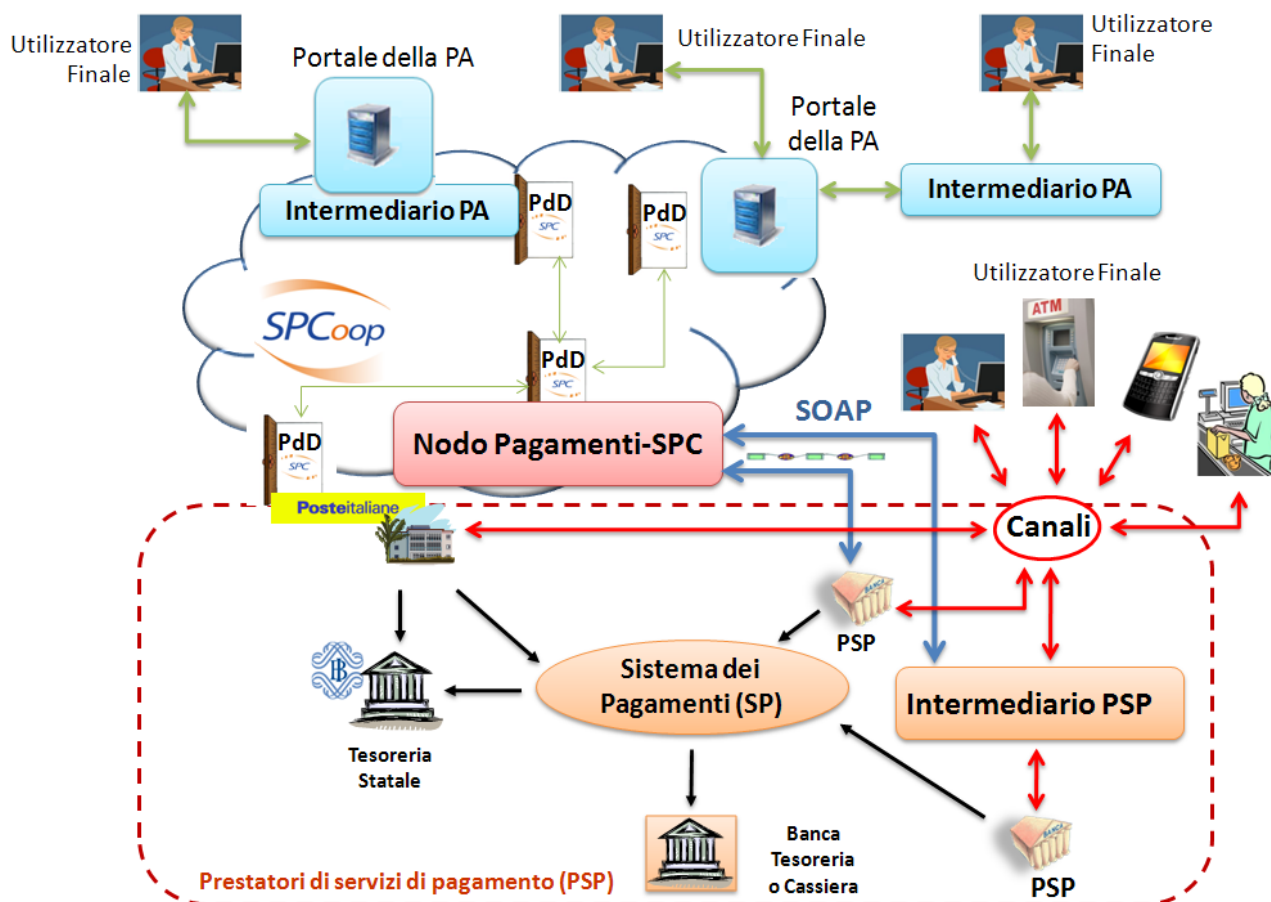 Utilizzatore
Finale
Portale della PA
Utilizzatore Finale
Utilizzatore
Finale
Portale
della PA
Intermediario PA
PdD
SPC
PdD
SPC
Intermediario PA
SPCoop
PdD
SPC
Utilizzatore Finale
ATM
PdD
SPC
Nodo Pagamenti-SPC
SOAP
Posteitaliane
Canali
BANCA
PSP
Sistema dei
Pagamenti (SP)
Intermediario PSP
Tesoreria
Statale
Banca
Tesoreria
o Cassiera
BANCA
PSP
Prestatori di servizi di pagamento (PSP)